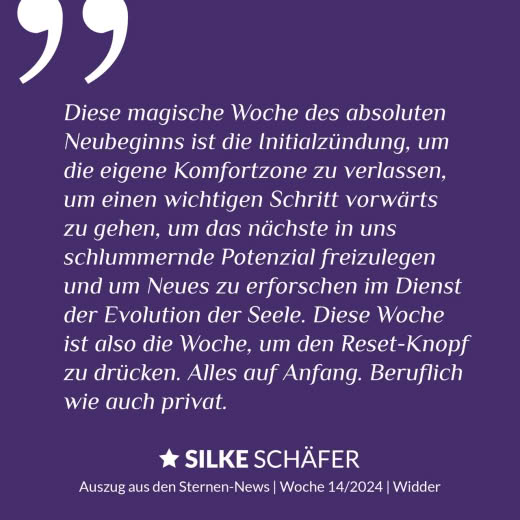 Diese magische Woche des absoluten
Neubeginns ist die Initialzündung, um
die eigene Komfortzone zu verlassen,
um einen wichtigen Schritt vorwärts
zu gehen, um das nächste in uns
schlummernde Potenzial freizulegen
und um Neues zu erforschen im Dienst
der Evolution der Seele. Diese Woche
ist also die Woche, um den Reset-Knopf
zu drücken. Alles auf Anfang. Beruflich
wie auch privat.
SILKE SCHÄFER
Auszug aus den Sternen-News | Woche 14/2024 | Widder